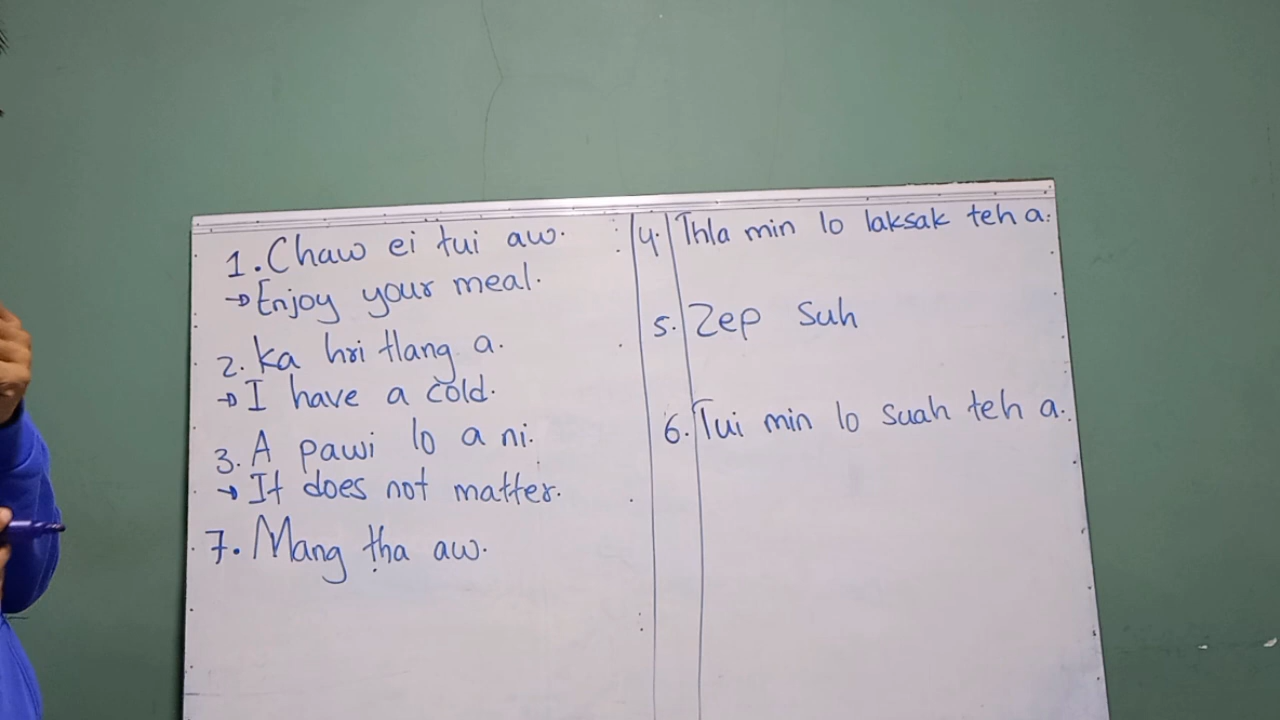 1. Chaw ei tui aw.
→ Enjoy your meal.
2. Ka hri tlang a.
→ I have a cold.
3. A pawi lo a ni.
→ It does not matter.
7. Mang ṭha aw.
4. Thla min lo laksak teh a.
5. Zep suh
6. Tui min lo suah teh a.